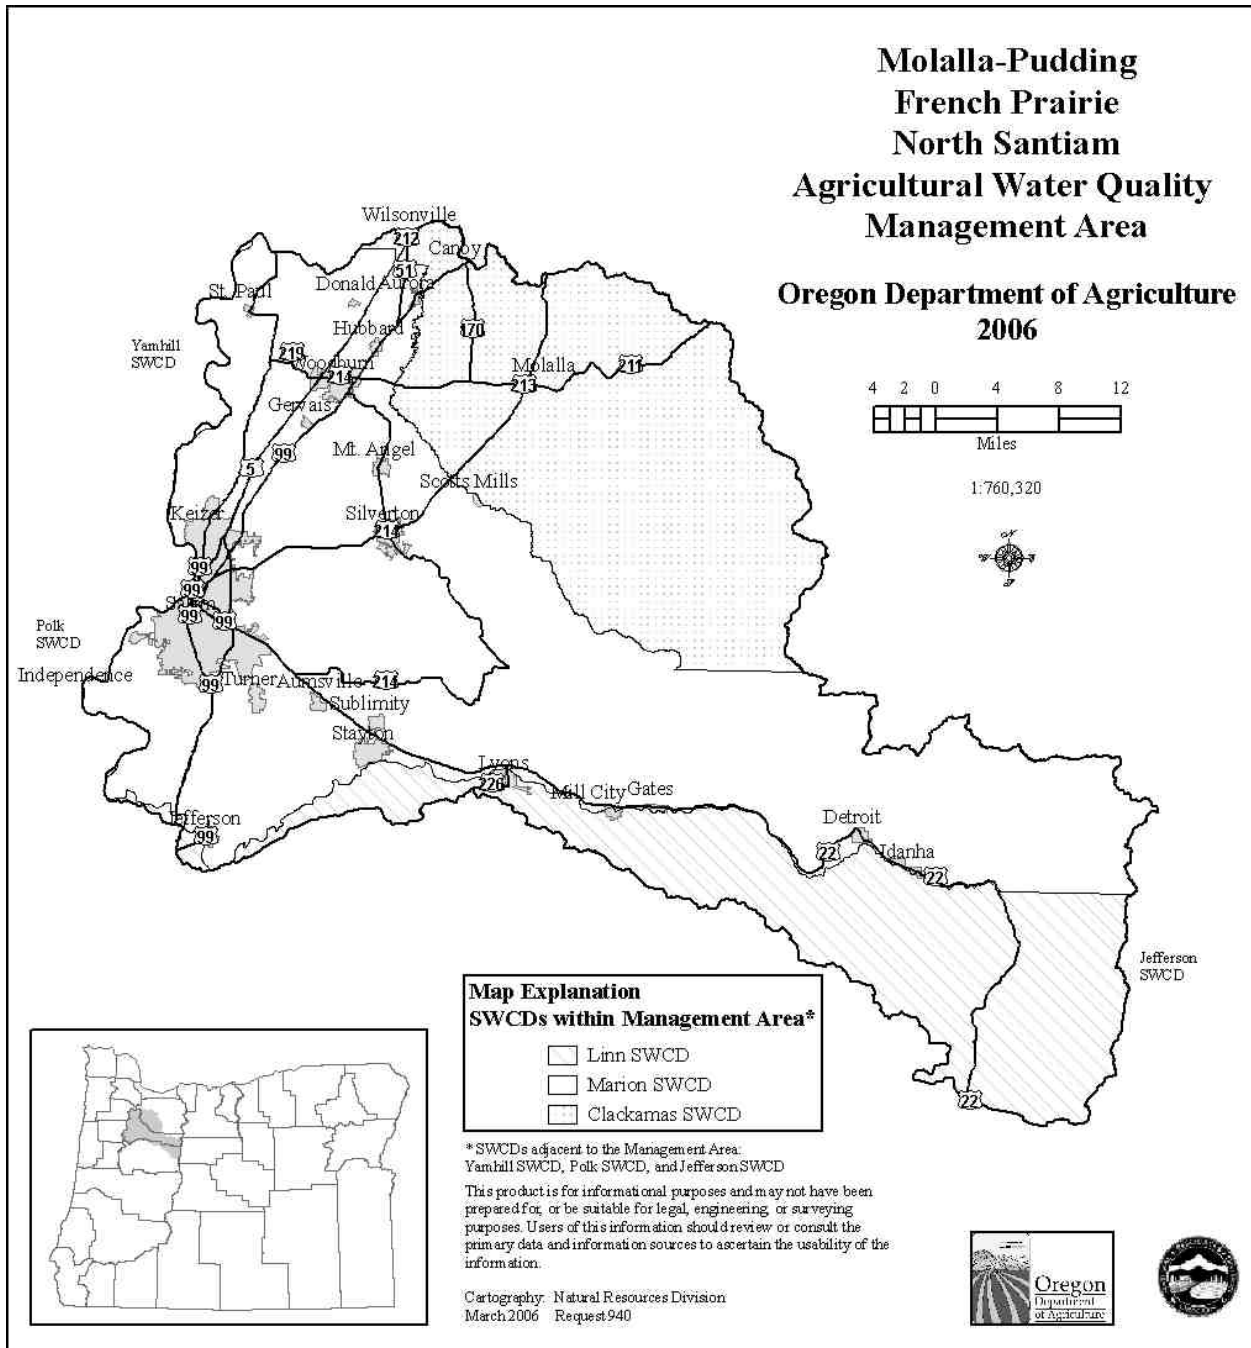 Molalla-Pudding
French Prairie
North Santiam
Agricultural Water Quality
Management Area
Oregon Department of Agriculture
2006
4 2 0 4 8 12
Miles
1:760,320
Wilsonville
212
Canby
51
Donald Aurora
St. Paul
Hubbard
170
Yamhill
SWCD
219
Woodburn
214
Molalla
211
213
Gervais
99
Mt. Angel
5
Scotts Mills
Keizer
Silverton
214
99
99
Salem
99
99
Polk
SWCD
Independence
99
Turner
Aumsville
214
Sublimity
Stayton
Lyons
226
Mill City
Gates
Jefferson
99
Detroit
22
Idanha
22
Jefferson
SWCD
22
Map Explanation
SWCDs within Management Area*
Linn SWCD
Marion SWCD
Clackamas SWCD
* SWCDs adjacent to the Management Area:
Yamhill SWCD, Polk SWCD, and Jefferson SWCD
This product is for informational purposes and may not have been
prepared for, or be suitable for legal, engineering, or surveying
purposes. Users of this information should review or consult the
primary data and information sources to ascertain the usability of the
information.
Cartography: Natural Resources Division
March 2006 Request 940
Oregon
Department
of Agriculture